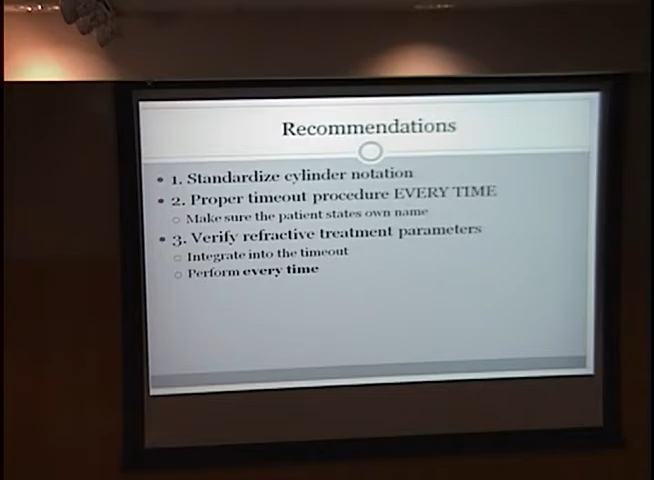 Recommendations
• 1. Standardize cylinder notation
• 2. Proper timeout procedure EVERY TIME
○ Make sure the patient states own name
• 3. Verify refractive treatment parameters
○ Integrate into the timeout
○ Perform every time